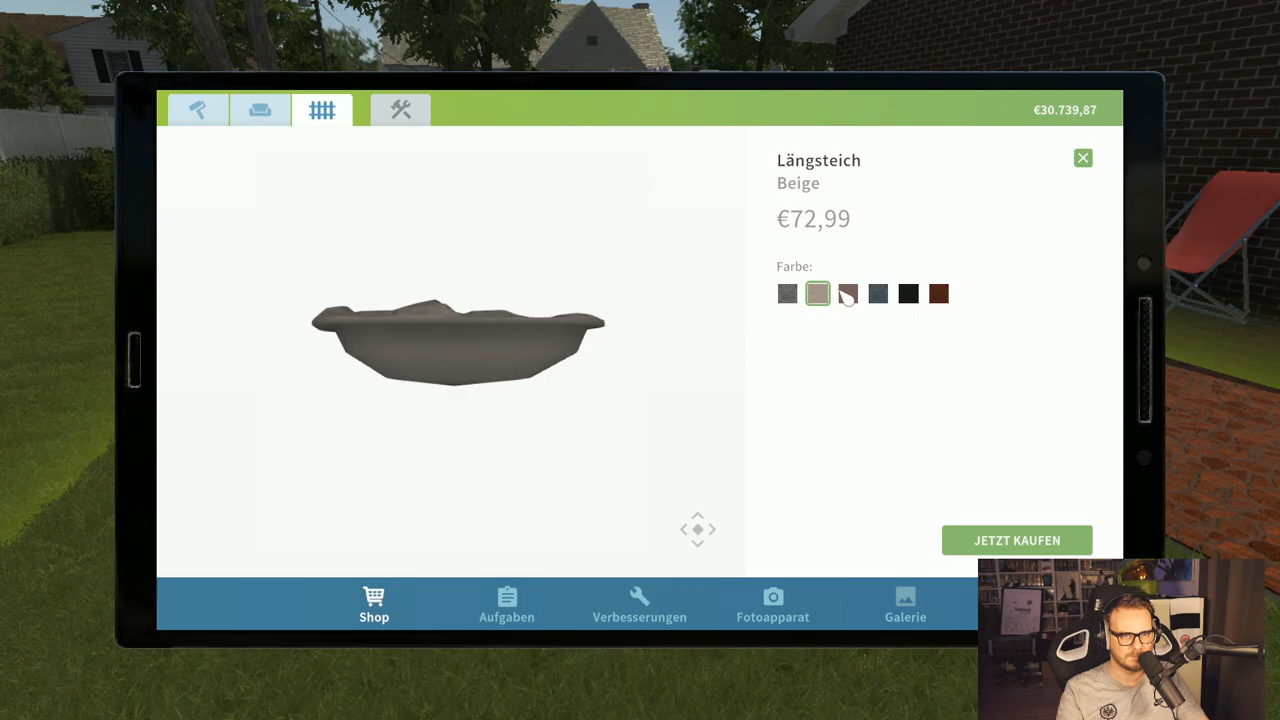 €30.739,87
Längsteich
Beige
€72,99
Farbe:
JETZT KAUFEN
Shop
Aufgaben
Verbesserungen
Fotoapparat
Galerie